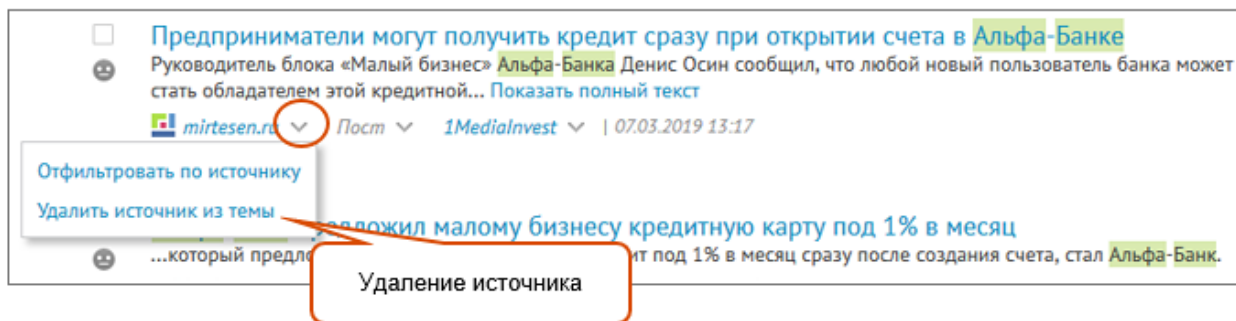 Предприниматели могут получить кредит сразу при открытии счета в Альфа-Банке
Руководитель блока «Малый бизнес» Альфа-Банка Денис Осин сообщил, что любой новый пользователь банка может
стать обладателем этой кредитной... Показать полный текст
mirtesen.ru Пост 1MediaInvest | 07.03.2019 13:17
Отфильтровать по источнику
Удалить источник из темы
малому бизнесу кредитную карту под 1% в месяц
...который под 1% в месяц сразу после создания счета, стал Альфа-Банк.
Удаление источника